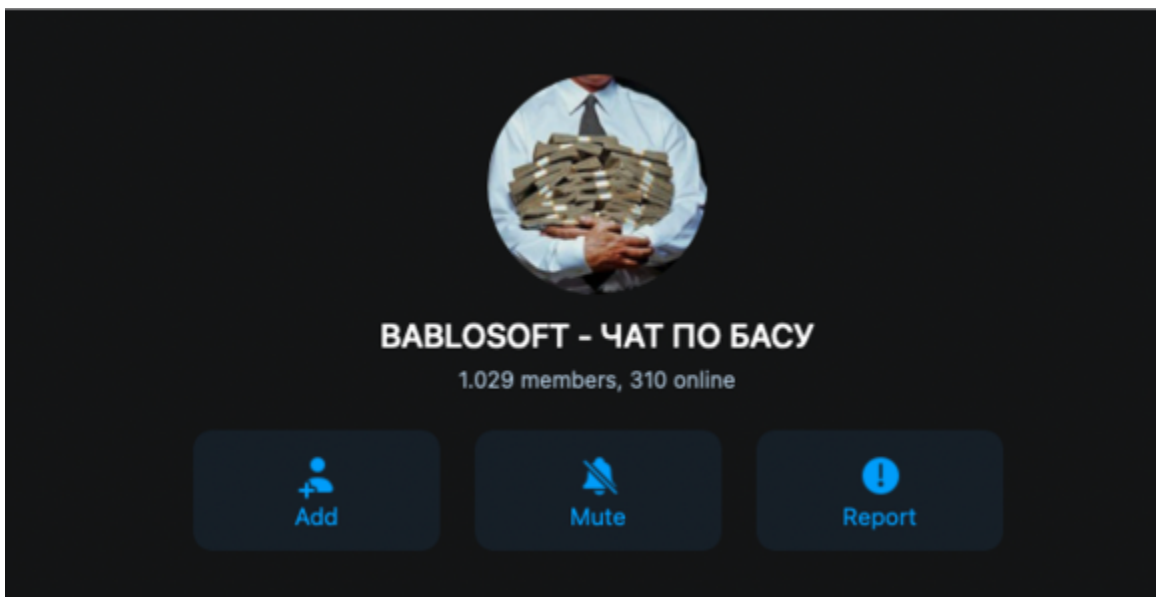 BABLOSOFT - ЧАТ ПО БАСУ
1.029 members, 310 online
Add
Mute
Report